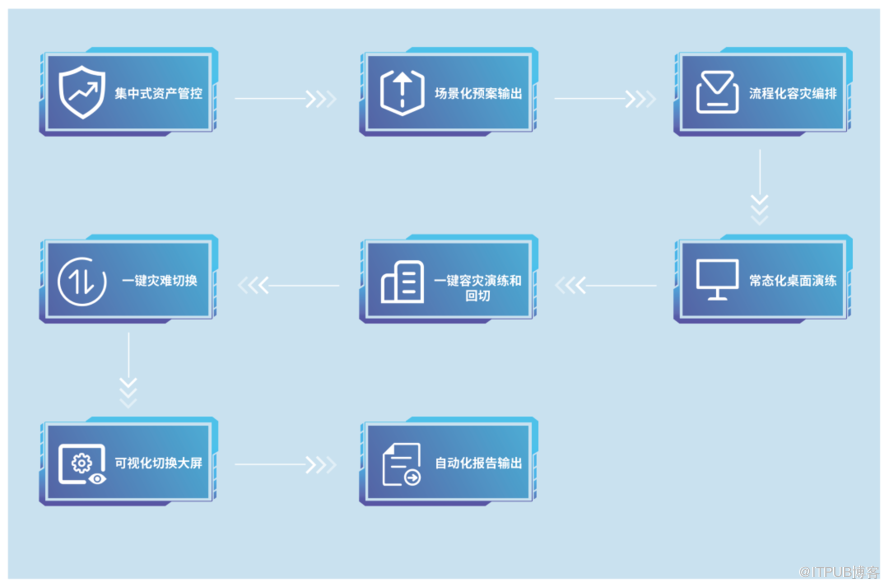 集中式资产管控
场景化预案输出
流程化容灾编排
常态化桌面演练
一键容灾演练和
回切
一键灾难切换
可视化切换大屏
自动化报告输出
@ITPUB博客